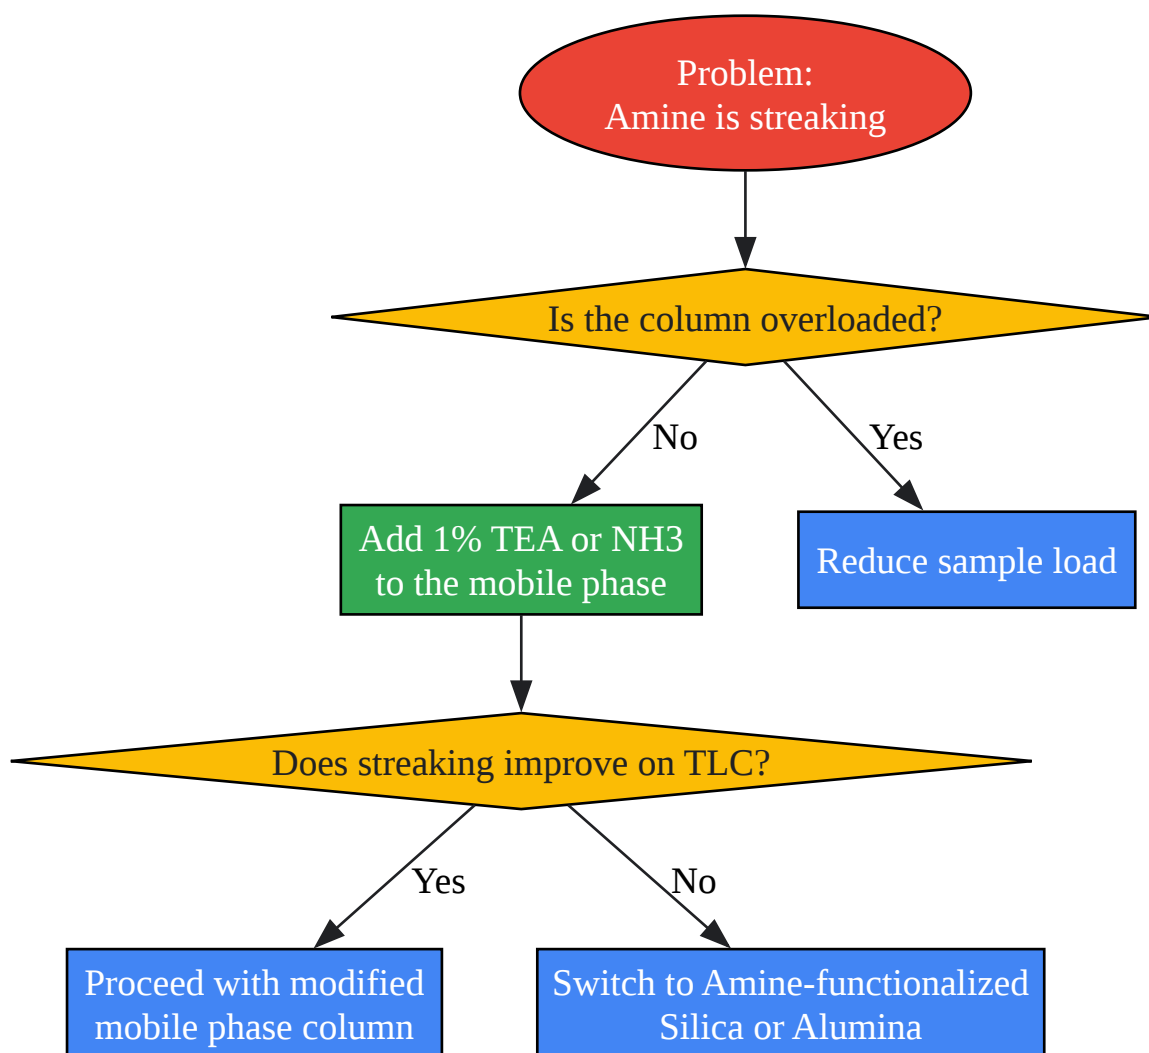 Problem:
Amine is streaking
Is the column overloaded?
No
Yes
Add 1% TEA or NH3
to the mobile phase
Reduce sample load
Does streaking improve on TLC?
Yes
No
Proceed with modified
mobile phase column
Switch to Amine-functionalized
Silica or Alumina